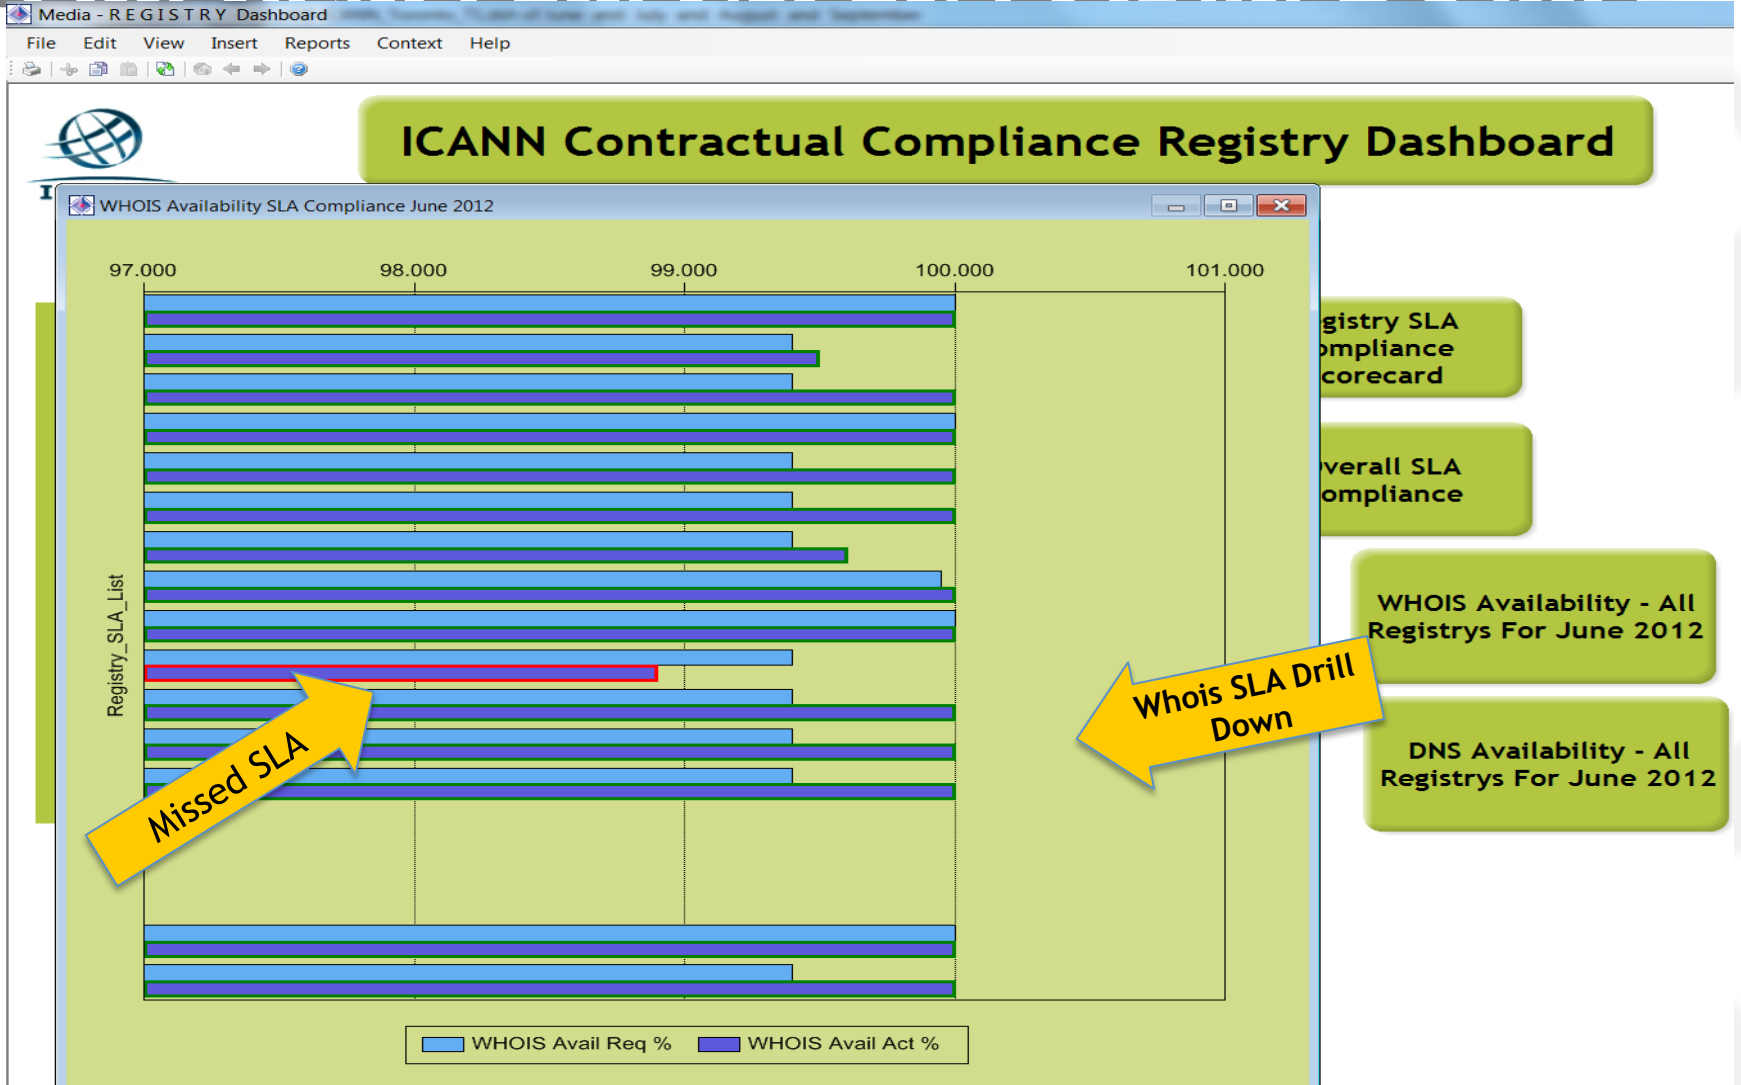 Media - R E G I S T R Y Dashboard
File Edit View Insert Reports Context Help
ICANN Contractual Compliance Registry Dashboard
I
WHOIS Availability SLA Compliance June 2012
97.000 98.000 99.000 100.000 101.000
Registry_SLA_List
Missed SLA
Whois SLA Drill
Down
WHOIS Avail Req % WHOIS Avail Act %
gistry SLA
ompliance
corecard
verall SLA
ompliance
WHOIS Availability - All
Registrys For June 2012
DNS Availability - All
Registrys For June 2012